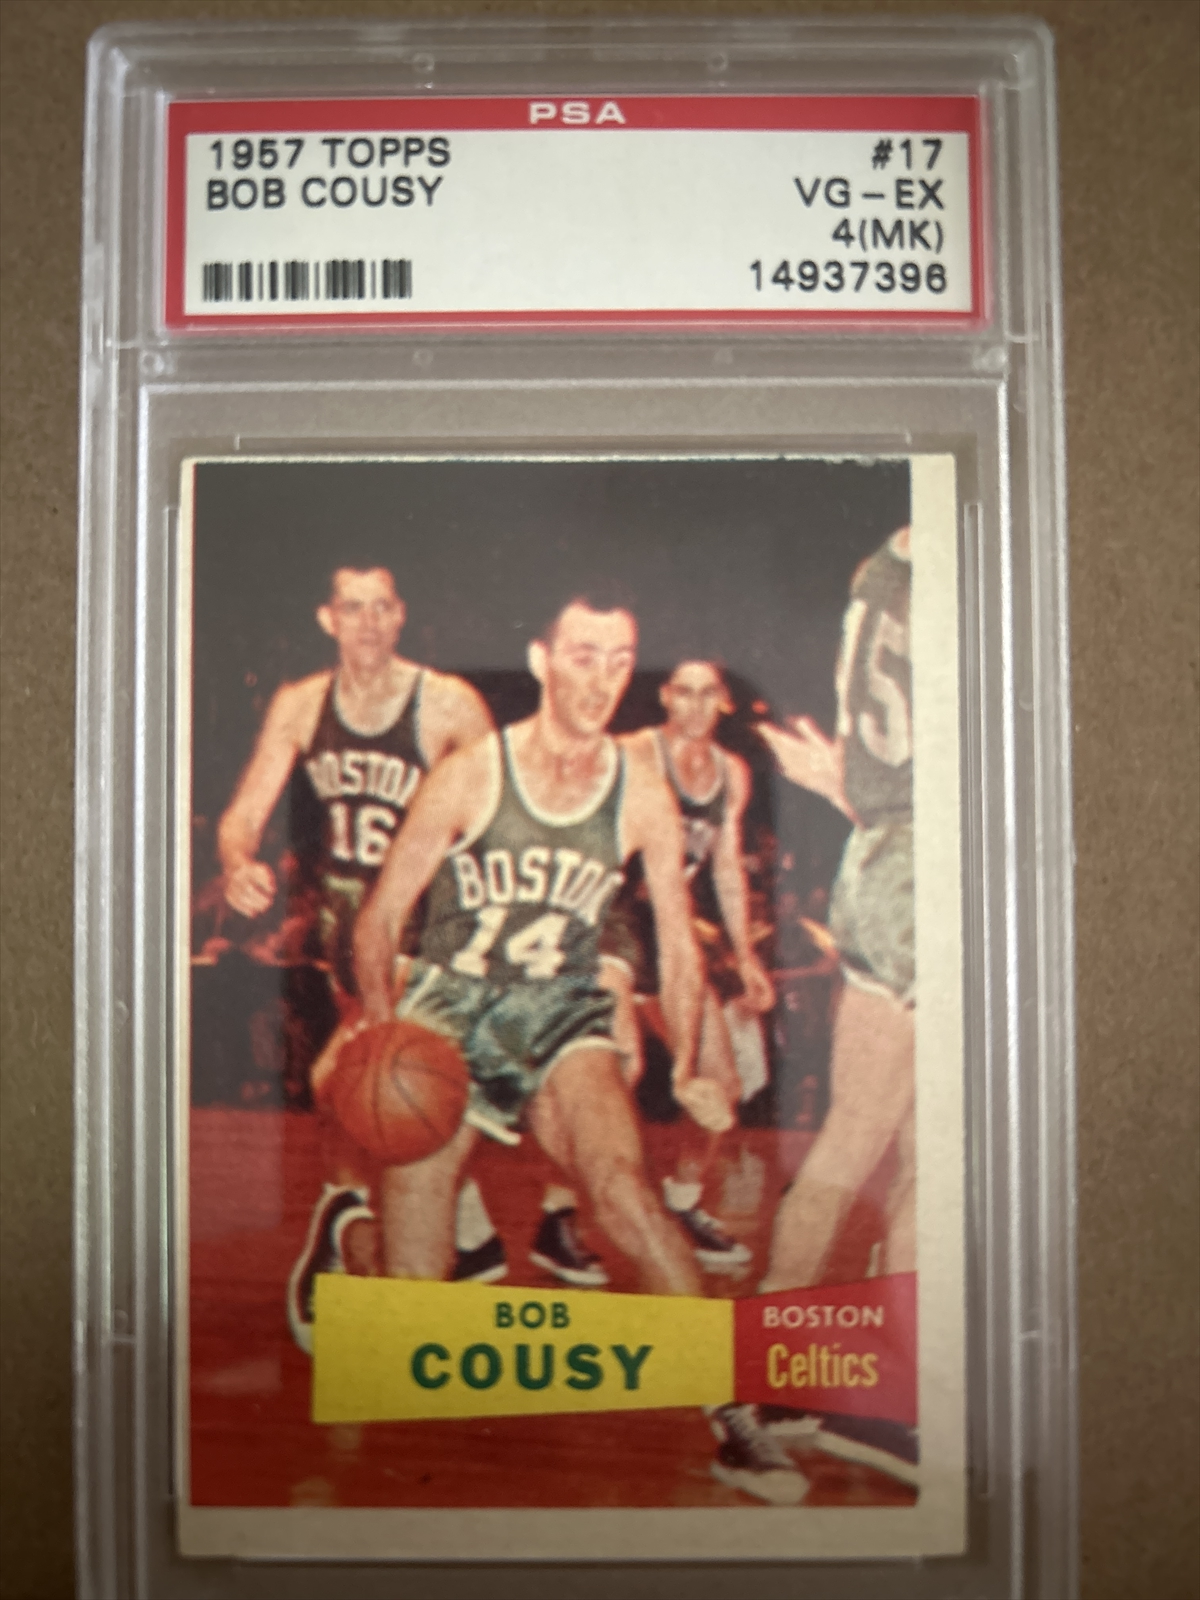 PSA
1957 TOPPS #17
BOB COUSY VG-EX
4(MK)
14937396
15
BOSTON
16
BOSTON
14
BOB
COUSY
BOSTON
Celtics